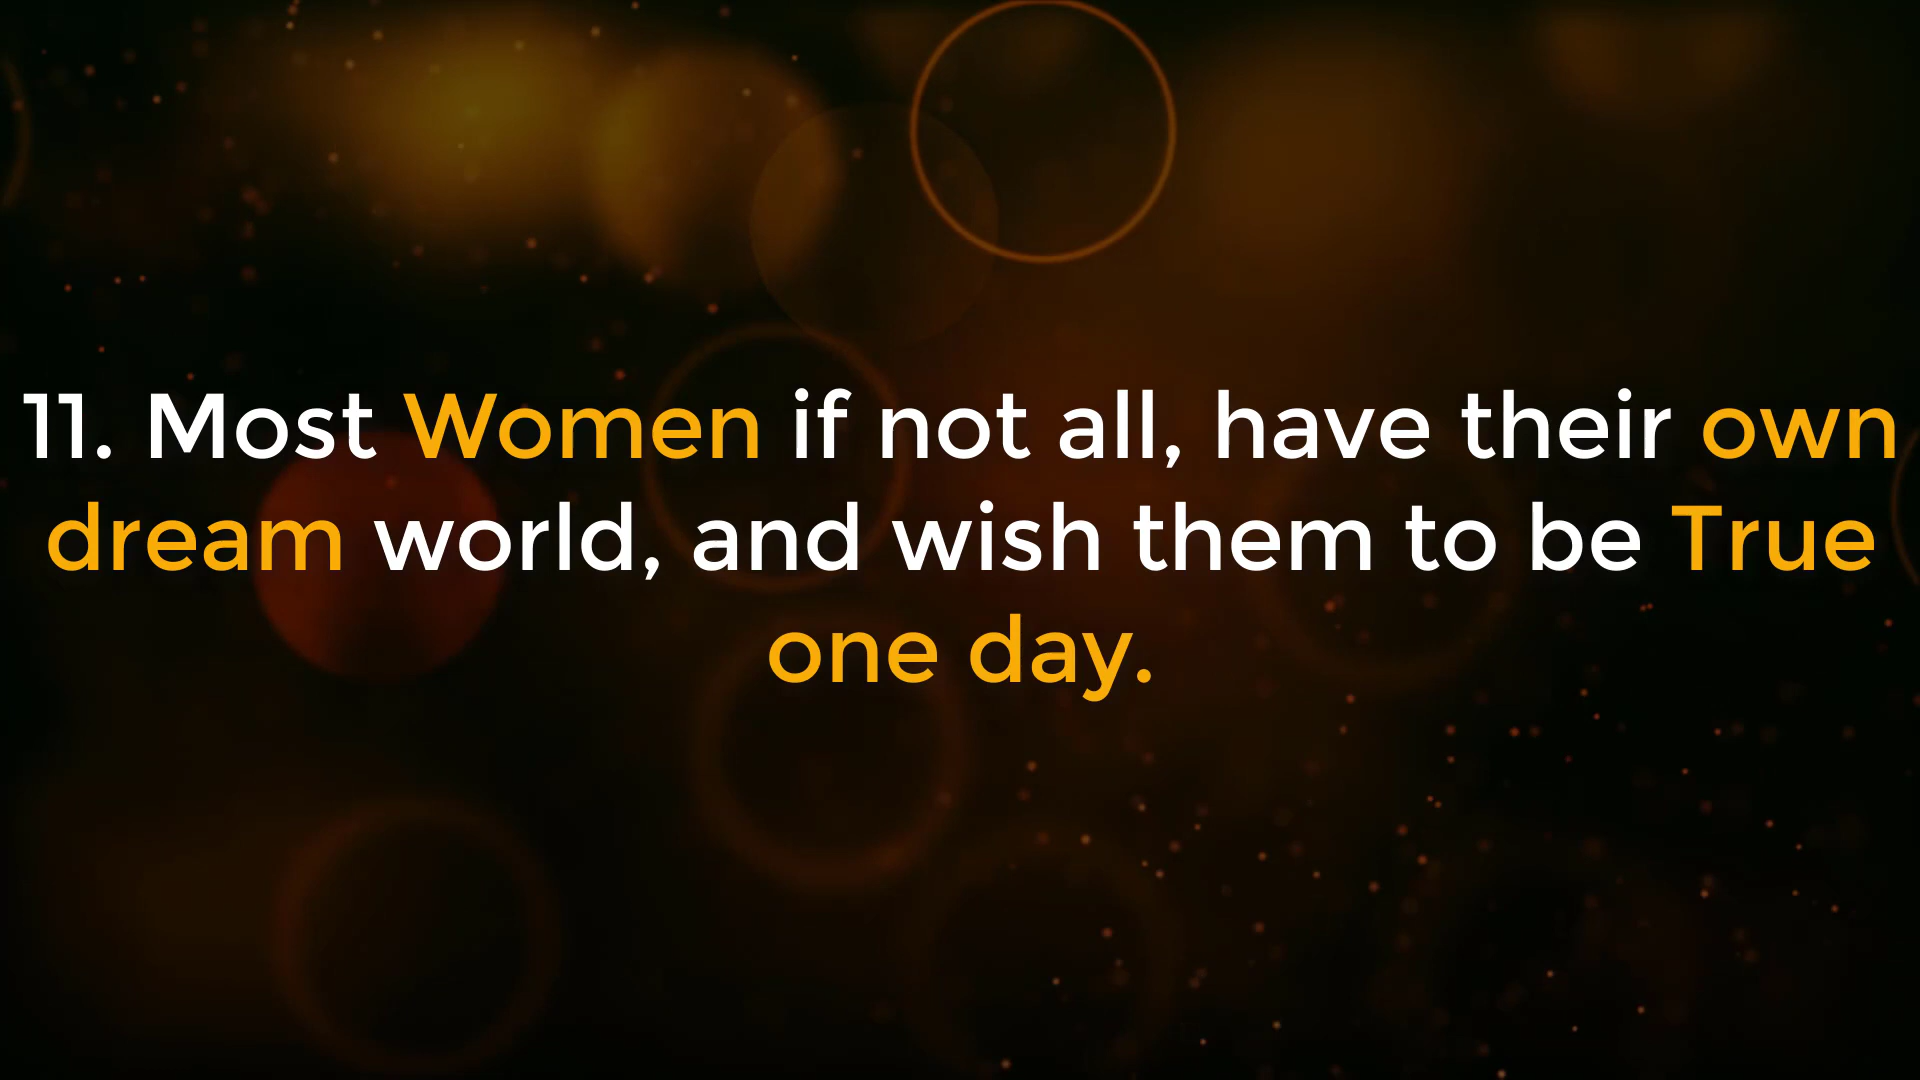 11. Most Women if not all, have their own
dream world, and wish them to be True
one day.